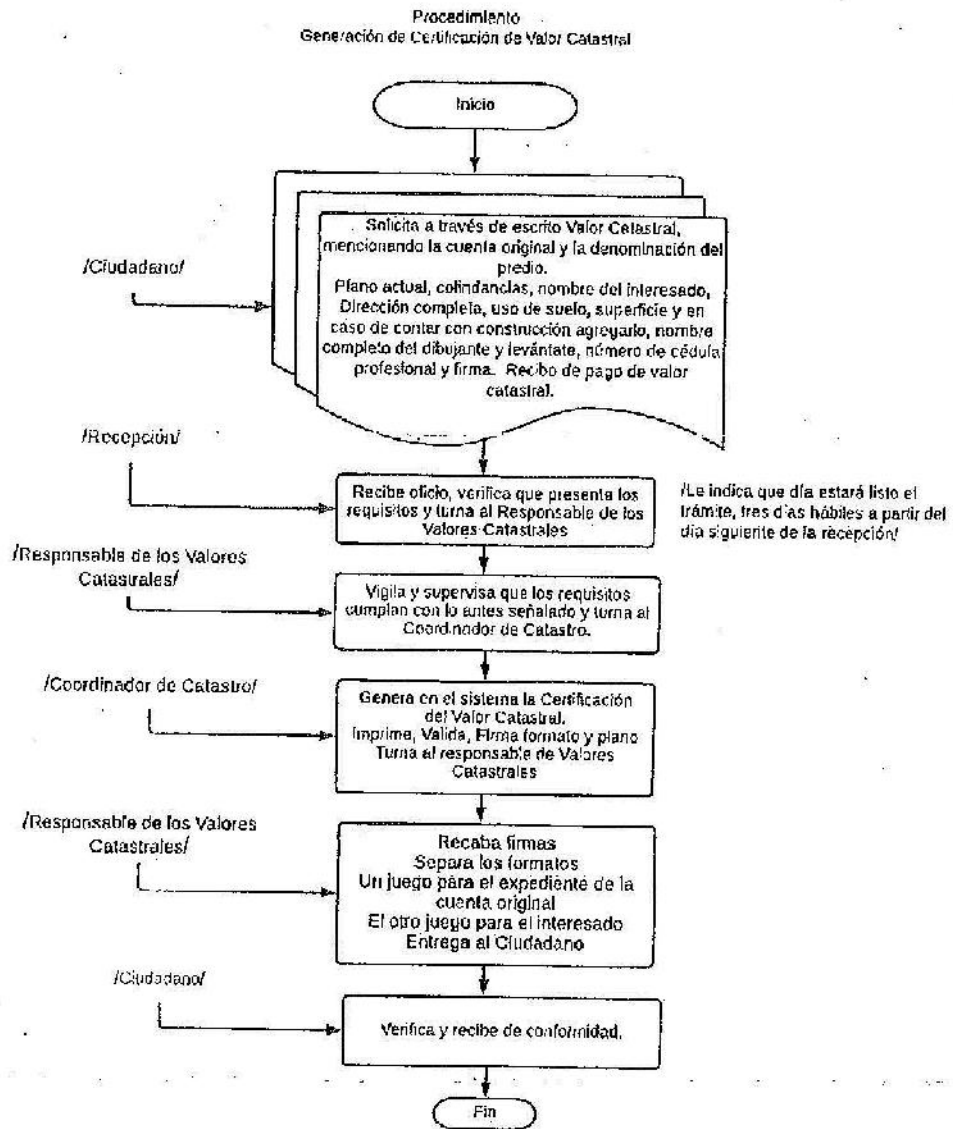 Procedimiento
Generación de Certificación de Valor Catastral
Inicio
/Ciudadano/
Solicita a través de escrito Valor Catastral,
mencionando la cuenta original y la denominación del
predio.
Plano actual, colindancias, nombre del interesado,
Dirección completa, uso de suelo, superficie y en
caso de contar con construcción agregarlo, nombre
completo del dibujante y levántate, número de cédula
profesional y firma. Recibo de pago de valor
catastral.
/Recepción/
Recibe oficio, verifica que presenta los
requisitos y turna al Responsable de los
Valores Catastrales
/Le indica que día estará listo el
trámite, tres días hábiles a partir del
día siguiente de la recepción/
/Responsable de los Valores
Catastrales/
Vigila y supervisa que los requisitos
cumplan con lo antes señalado y turna al
Coordinador de Catastro.
/Coordinador de Catastro/
Genera en el sistema la Certificación
del Valor Catastral.
Imprime, Valida, Firma formato y plano
Turna al responsable de Valores
Catastrales
/Responsable de los Valores
Catastrales/
Recaba firmas
Separa los formatos
Un juego para el expediente de la
cuenta original
El otro juego para el interesado
Entrega al Ciudadano
/Ciudadano/
Verifica y recibe de conformidad.
Fin